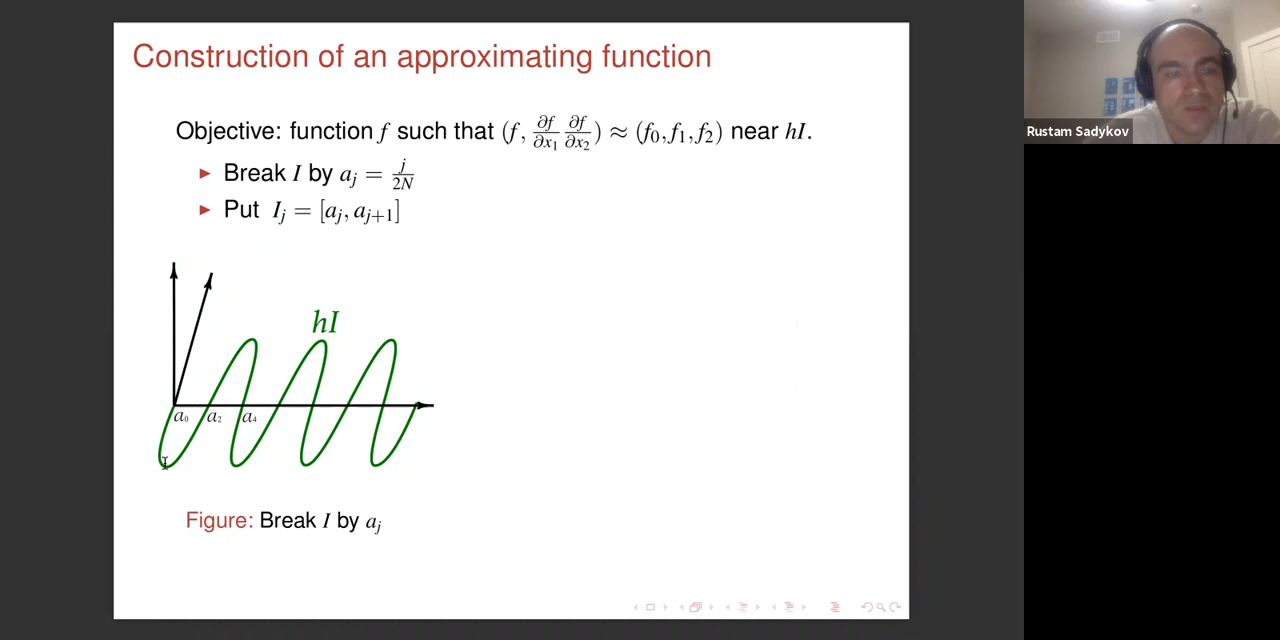 Construction of an approximating function
Objective: function f such that (f, ∂f/∂x₁ ∂f/∂x₂) ≈ (f₀, f₁, f₂) near hI.
► Break I by aⱼ = j/2N
► Put Iⱼ = [aⱼ, aⱼ₊₁]
hI
a₀ a₂ a₄
Figure: Break I by aⱼ
Rustam Sadykov